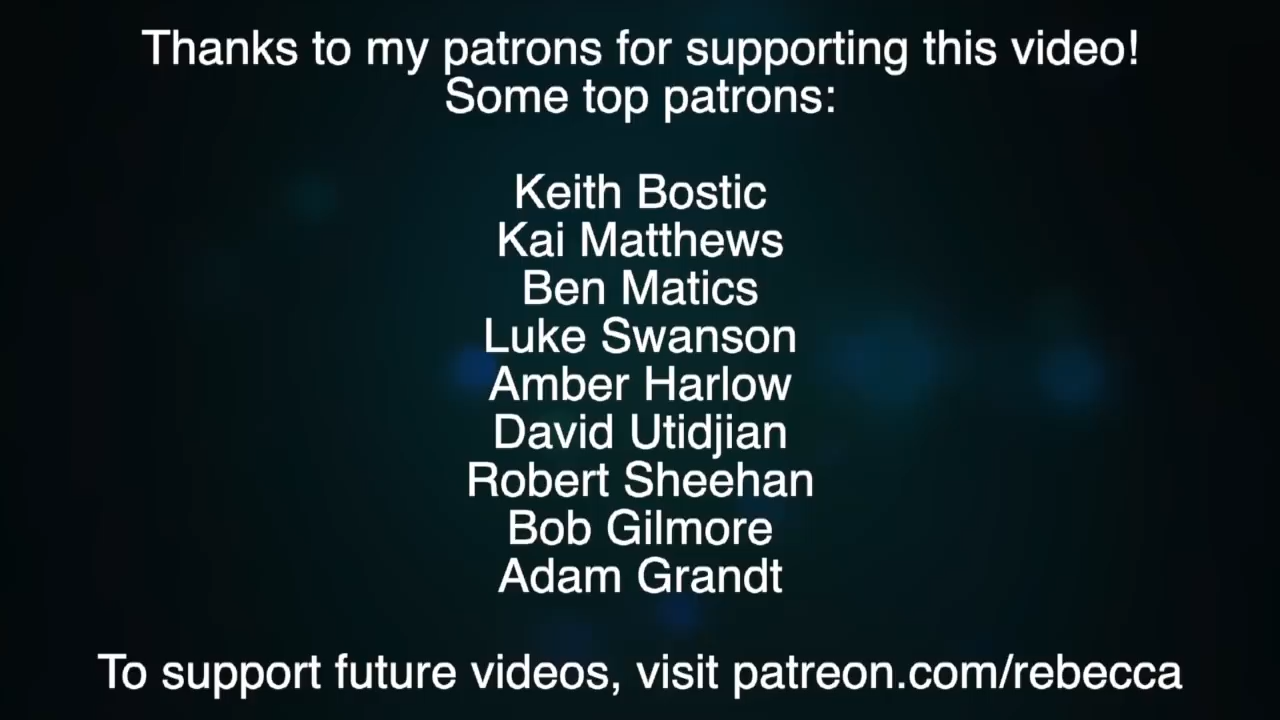 Thanks to my patrons for supporting this video!
Some top patrons:
Keith Bostic
Kai Matthews
Ben Matics
Luke Swanson
Amber Harlow
David Utidjian
Robert Sheehan
Bob Gilmore
Adam Grandt
To support future videos, visit patreon.com/rebecca